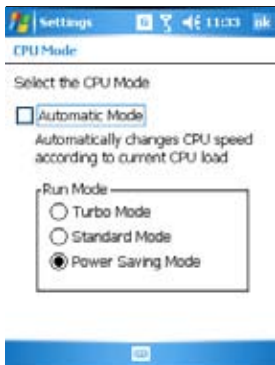 Settings 11:33 ok
CPU Mode
Select the CPU Mode
Automatic Mode
Automatically changes CPU speed
according to current CPU load
Run Mode
Turbo Mode
Standard Mode
Power Saving Mode